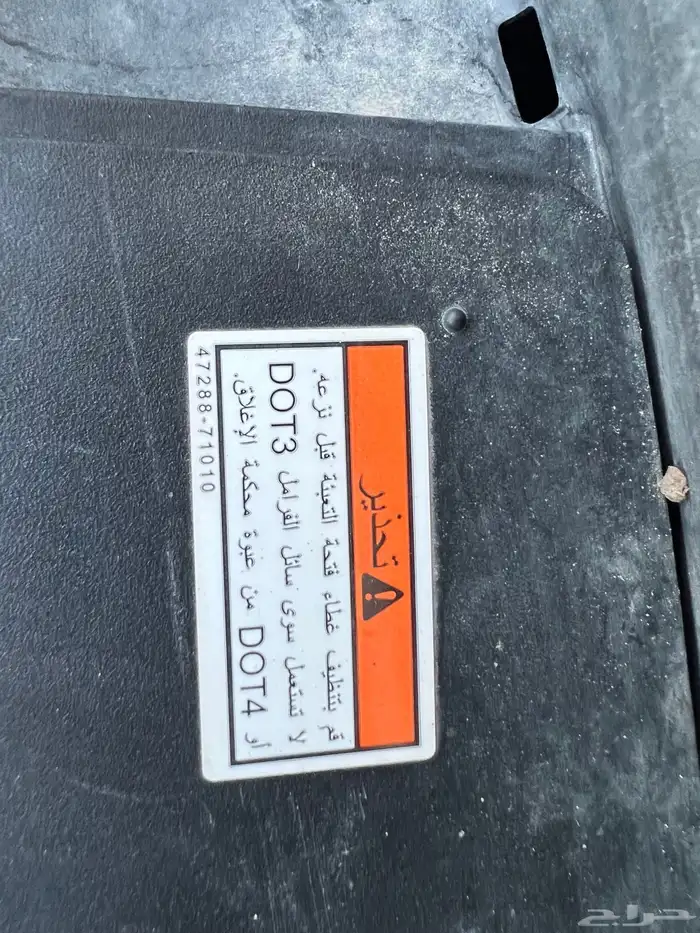 تحذير
قم بتنظيف غطاء فتحة التعبئة قبل نزعه.
لا تستعمل سوى سائل الفرامل DOT3
أو DOT4 من عبوة محكمة الإغلاق.
47288-71010
حراج